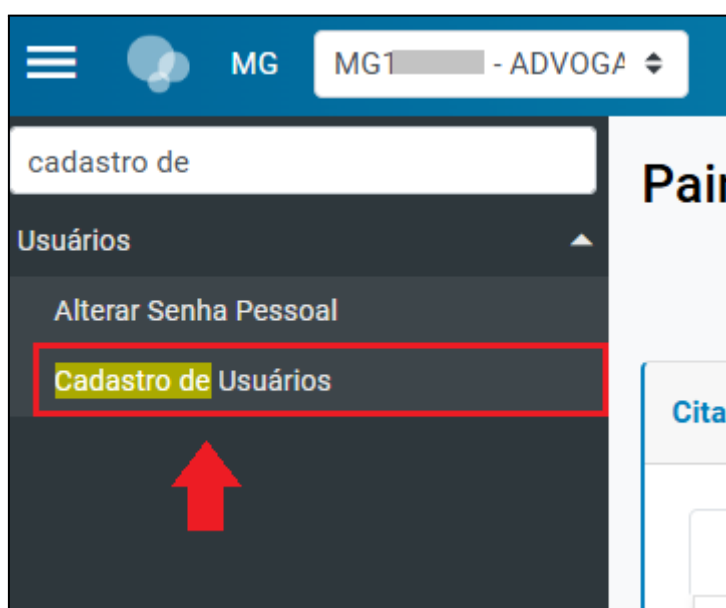 MG MG1 - ADVOGA
cadastro de
Pai
Usuários
Alterar Senha Pessoal
Cadastro de Usuários
Cita